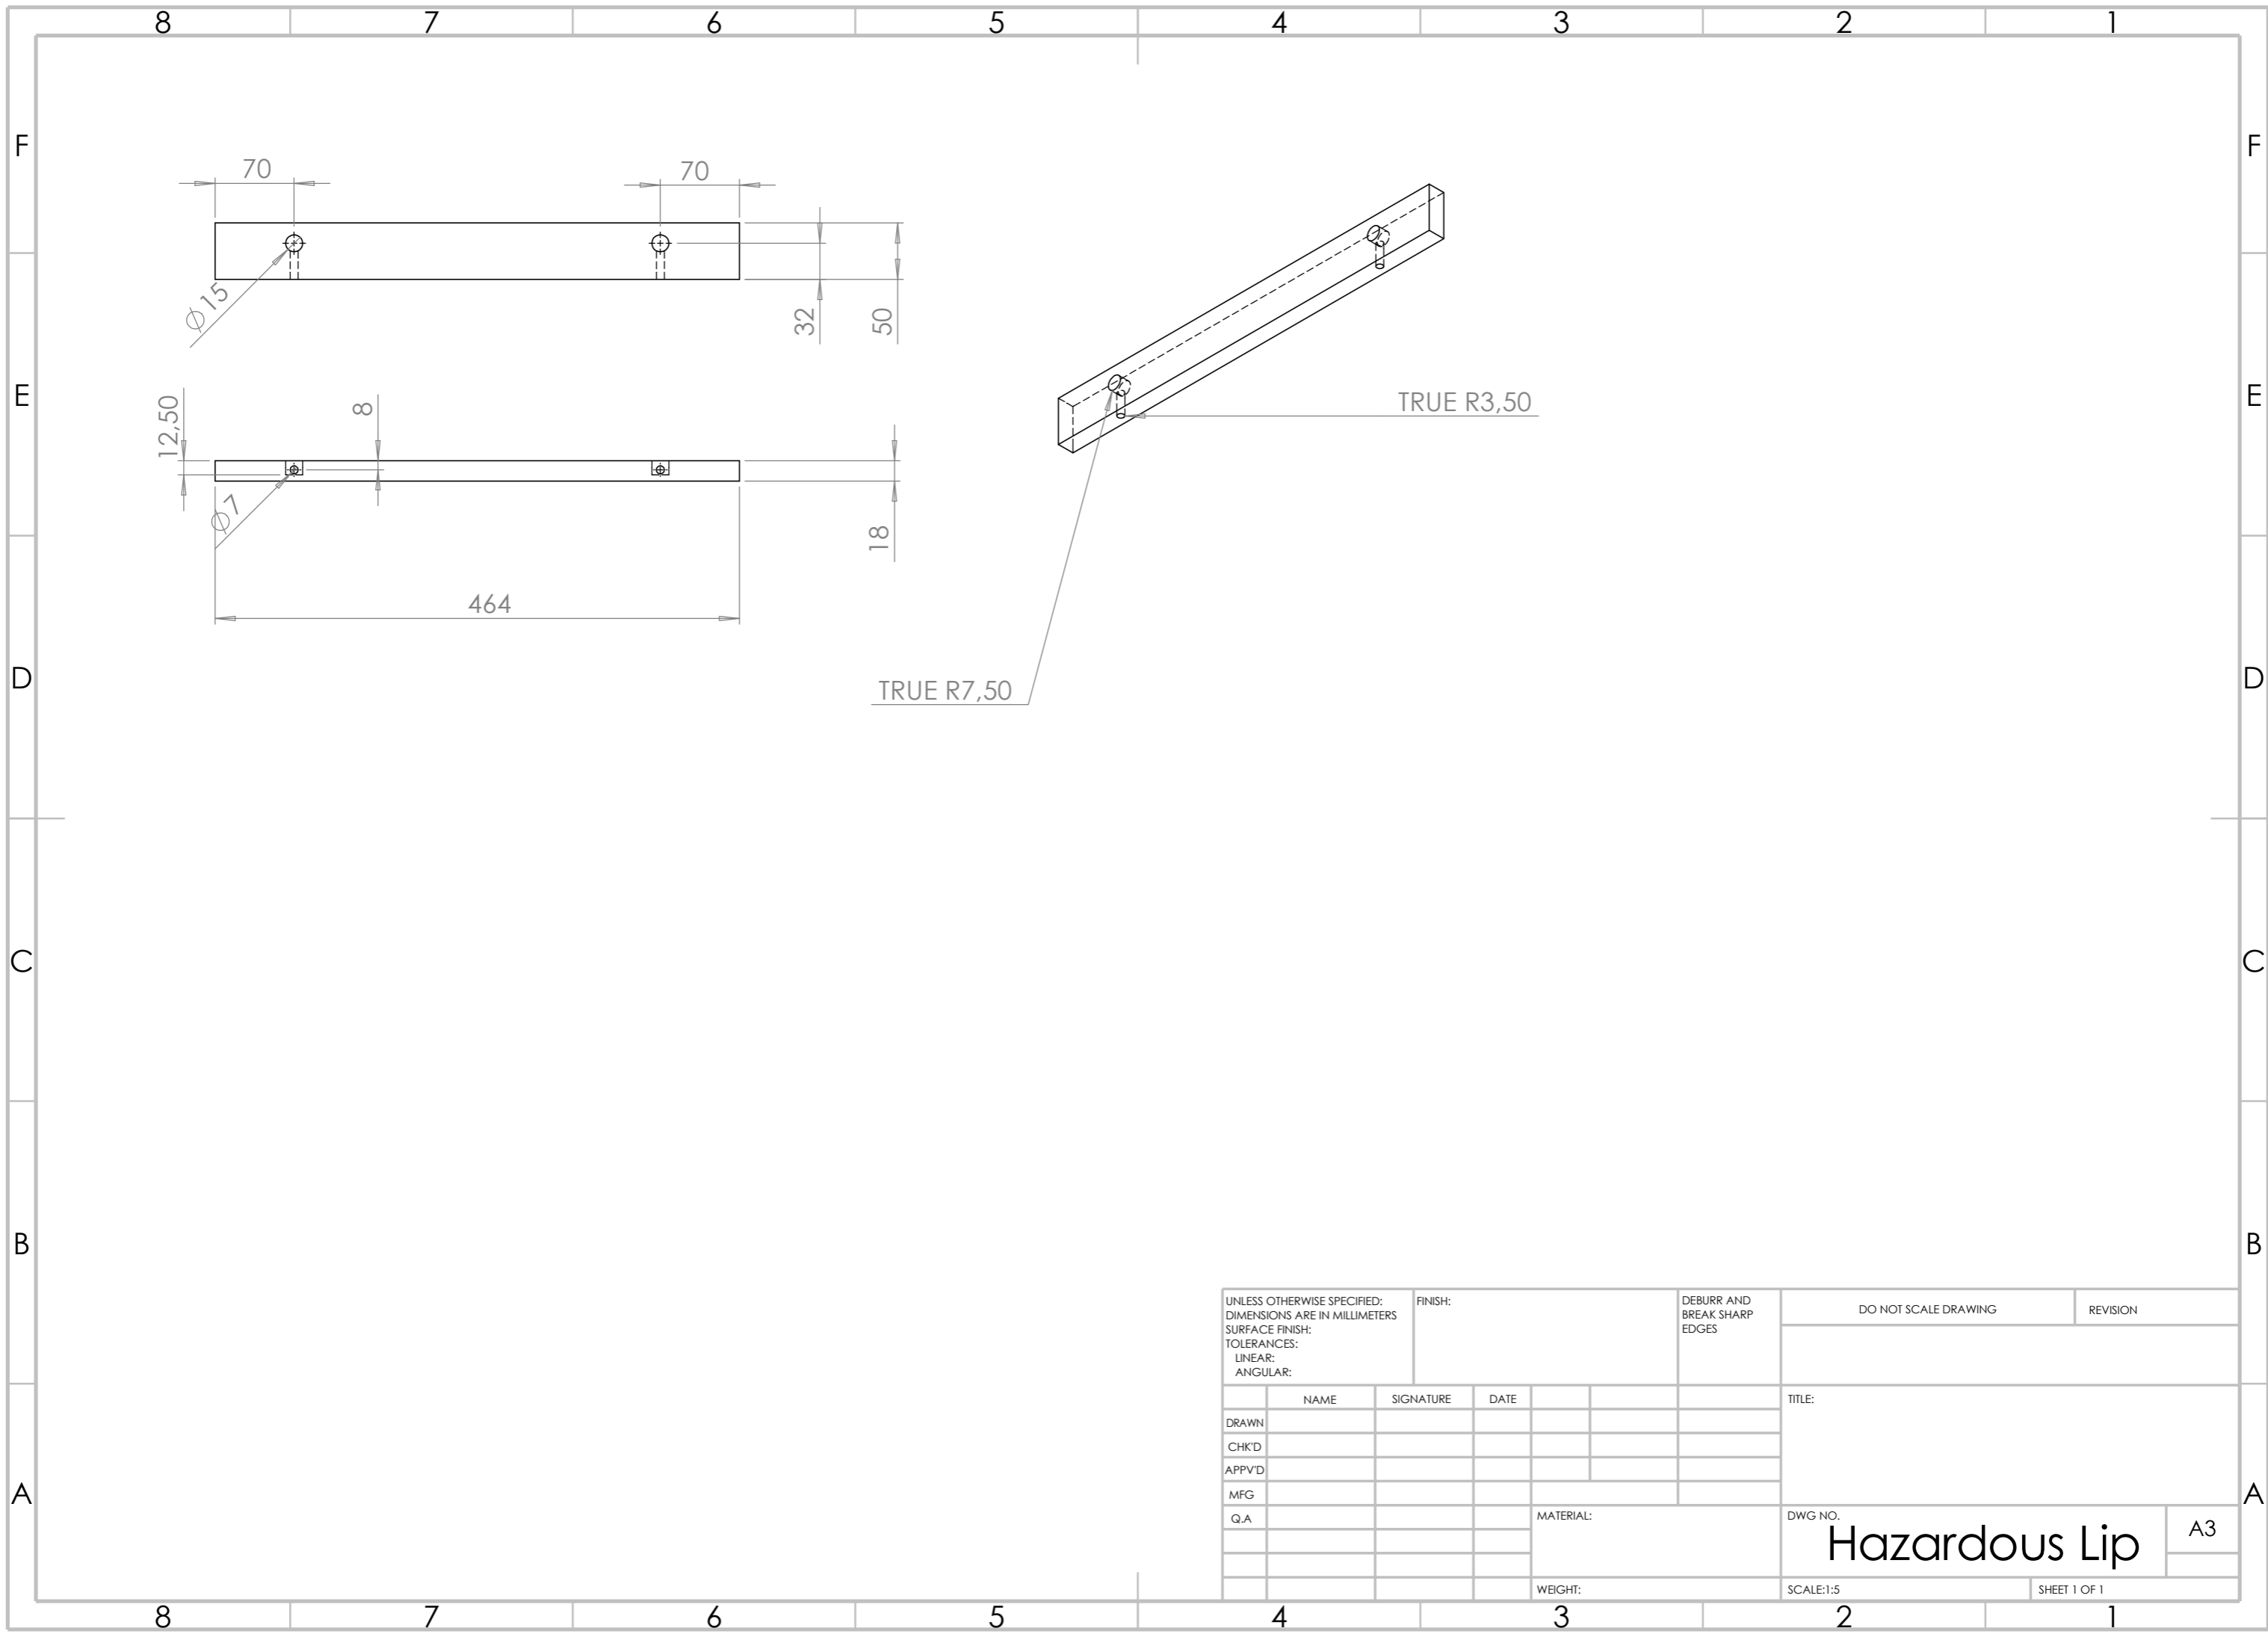 8 7 6 5 4 3 2 1
F F
70 70
Ø15
32
50
E E
12,50
8
Ø7
18
464
TRUE R3,50
TRUE R7,50
D D
C C
B B
UNLESS OTHERWISE SPECIFIED:
DIMENSIONS ARE IN MILLIMETERS
SURFACE FINISH:
TOLERANCES:
LINEAR:
ANGULAR:
FINISH:
DEBURR AND
BREAK SHARP
EDGES
DO NOT SCALE DRAWING
REVISION
NAME SIGNATURE DATE
TITLE:
DRAWN
CHK'D
APPV'D
MFG
Q.A
A A
MATERIAL:
DWG NO.
Hazardous Lip
A3
WEIGHT:
SCALE:1:5
SHEET 1 OF 1
8 7 6 5 4 3 2 1